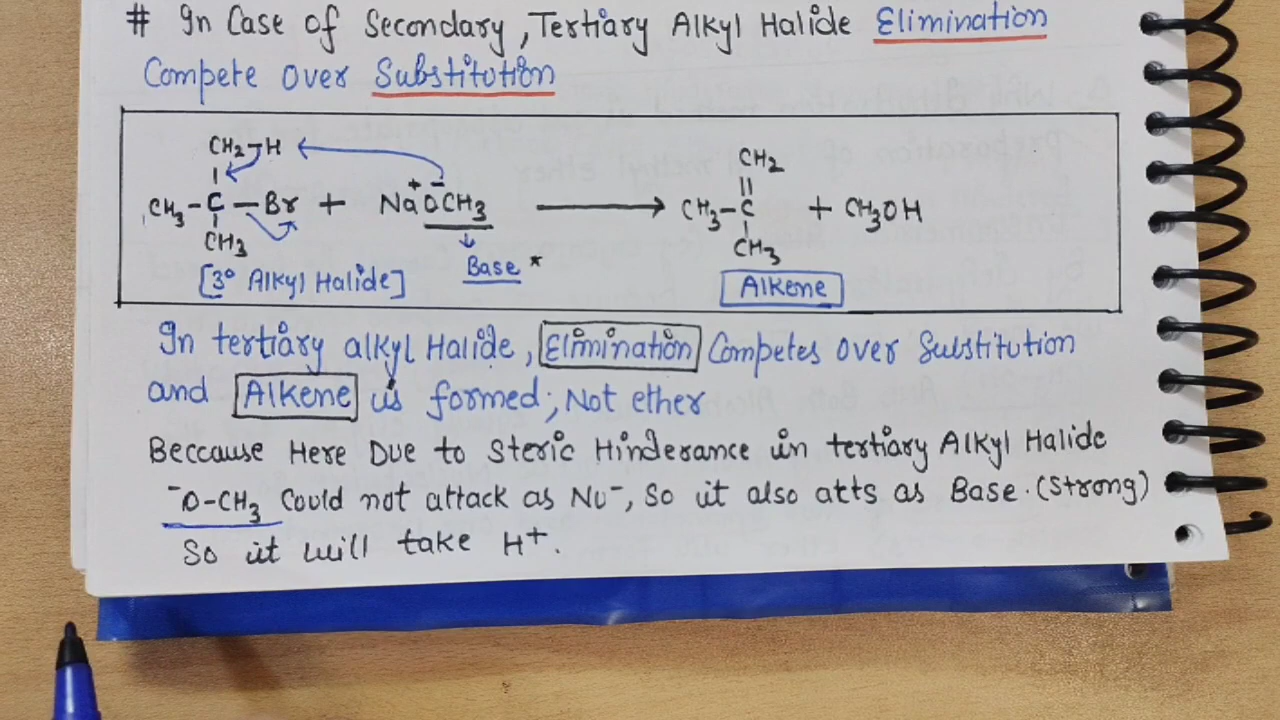 # In Case of Secondary, Tertiary Alkyl Halide Elimination
Compete over Substitution
CH₂-H
CH₃-C-Br + Na⁺ ⁻OCH₃ ⟶ CH₃-C + CH₃OH
CH₂
||
CH₃
CH₃
[3° Alkyl Halide]
Base *
Alkene
In tertiary alkyl Halide, Elimination Competes over Substitution
and Alkene is formed; Not ether
Beccause Here Due to Steric Hinderance in tertiary Alkyl Halide
⁻O-CH₃ Could not attack as Nu⁻, So it also atts as Base. (Strong)
So it will take H⁺.